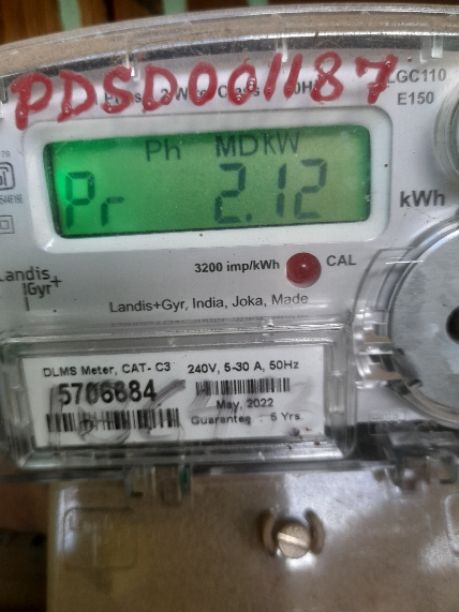 PDSD001187
LGC110
E150
Ph MDKW
Pr 2.12
kWh
3200 imp/kWh CAL
Landis+
Gyr
Landis+Gyr, India, Joka, Made
DLMS Meter, CAT- C3 240V, 5-30 A, 50Hz
5706884
May, 2022
Guarantee : 5 Yrs.